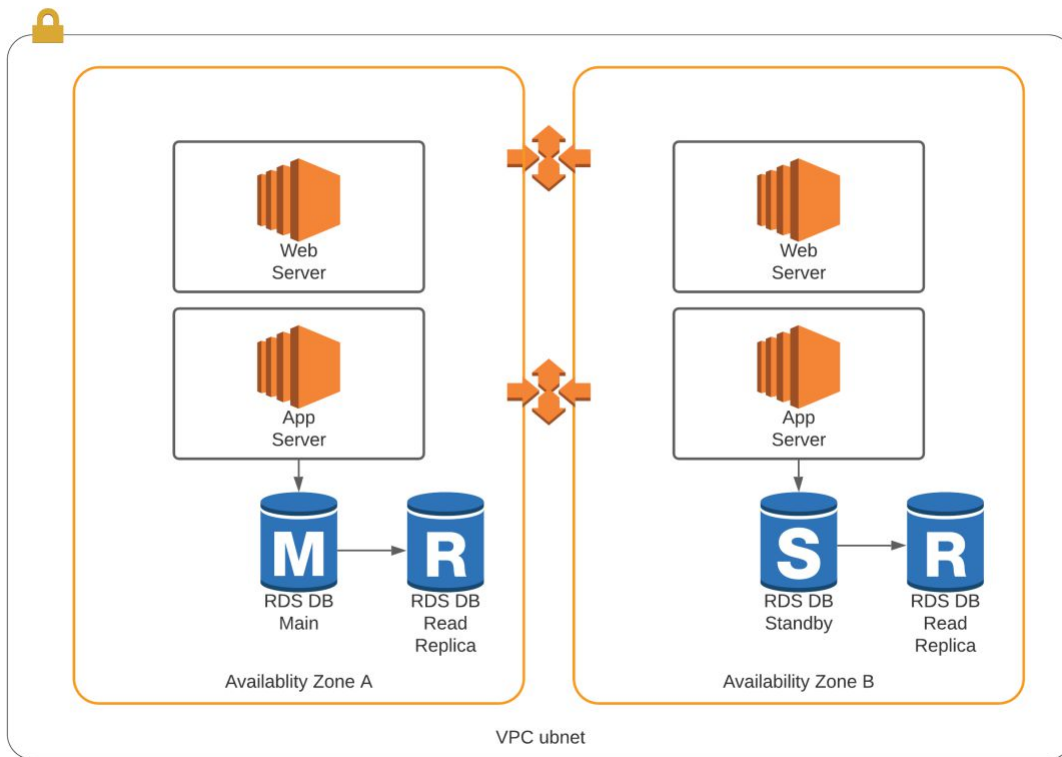 Web
Server
Web
Server
App
Server
App
Server
M
R
S
R
RDS DB
Main
RDS DB
Read
Replica
RDS DB
Standby
RDS DB
Read
Replica
Availablity Zone A
Availability Zone B
VPC ubnet